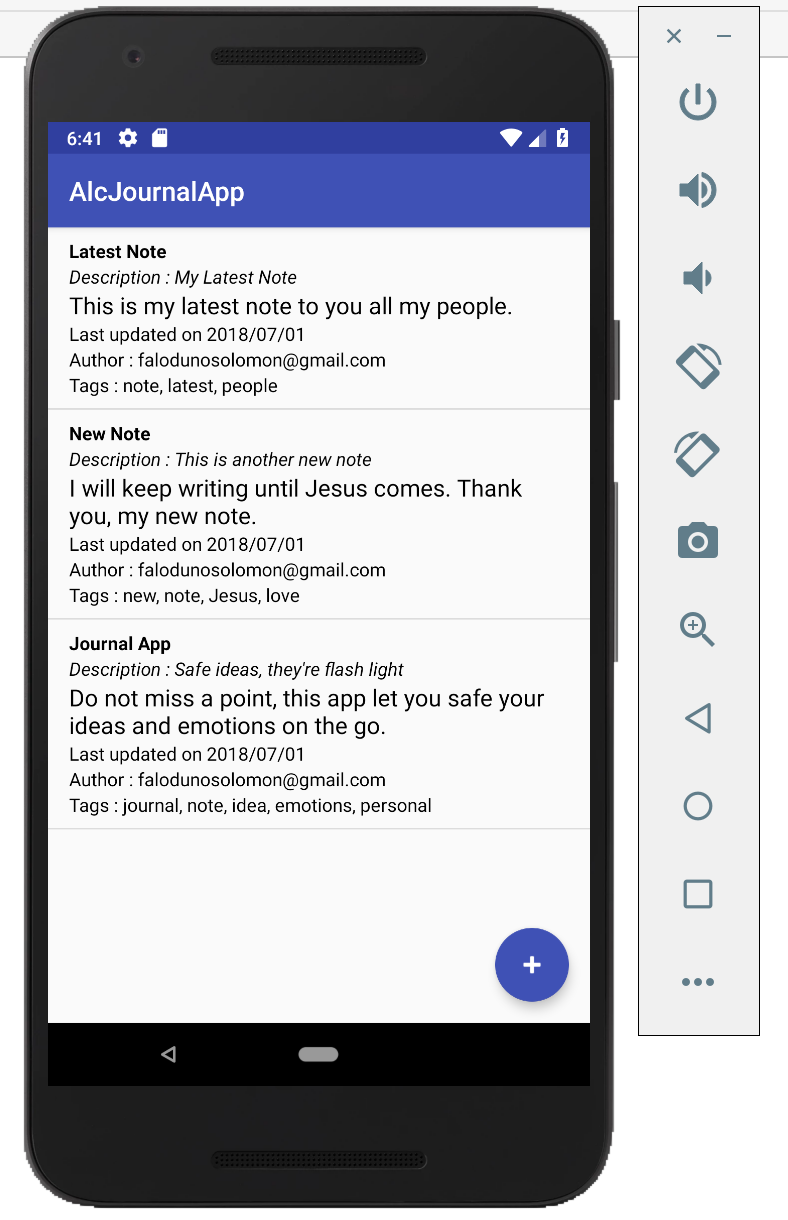 6:41
AlcJournalApp
Latest Note
Description : My Latest Note
This is my latest note to you all my people.
Last updated on 2018/07/01
Author : falodunosolomon@gmail.com
Tags : note, latest, people
New Note
Description : This is another new note
I will keep writing until Jesus comes. Thank
you, my new note.
Last updated on 2018/07/01
Author : falodunosolomon@gmail.com
Tags : new, note, Jesus, love
Journal App
Description : Safe ideas, they're flash light
Do not miss a point, this app let you safe your
ideas and emotions on the go.
Last updated on 2018/07/01
Author : falodunosolomon@gmail.com
Tags : journal, note, idea, emotions, personal